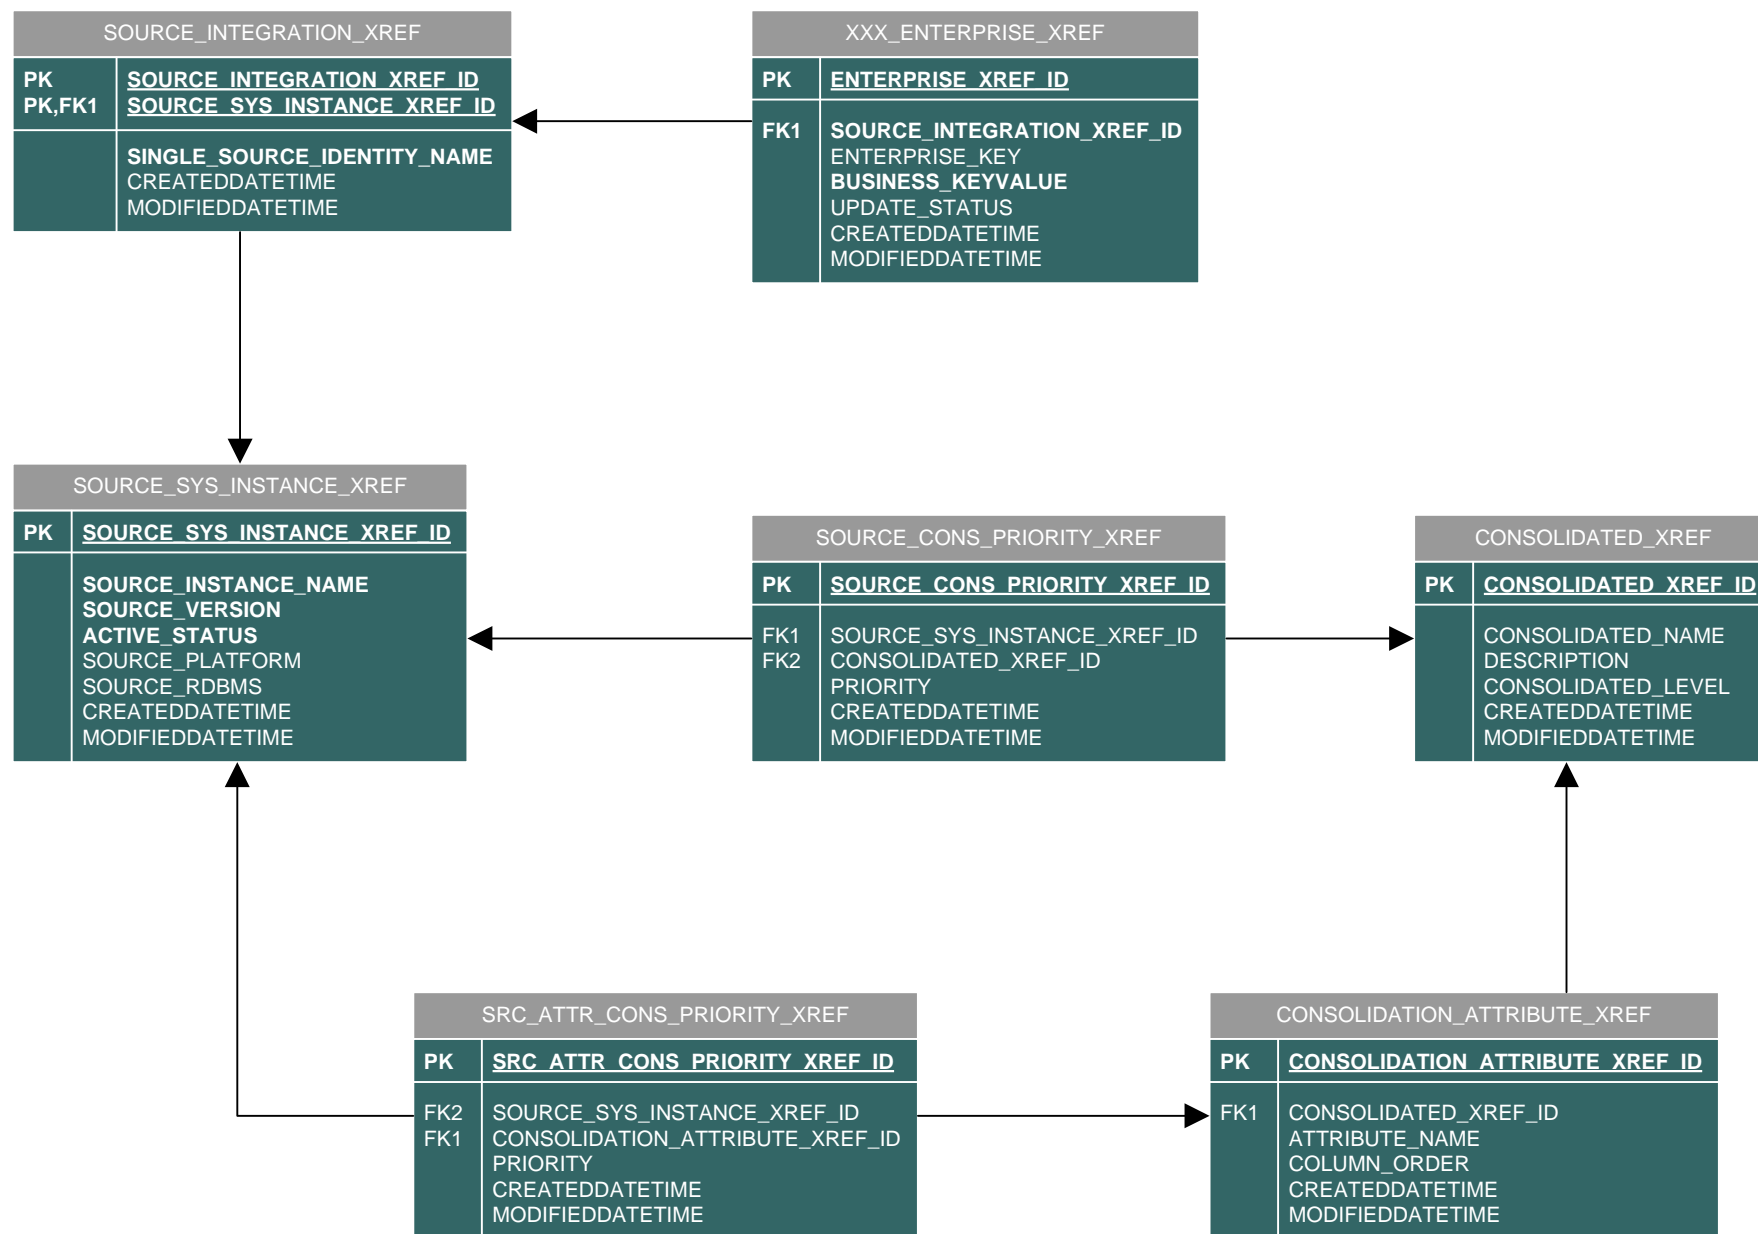 SOURCE_INTEGRATION_XREF
PK SOURCE_INTEGRATION_XREF_ID
PK,FK1 SOURCE_SYS_INSTANCE_XREF_ID
SINGLE_SOURCE_IDENTITY_NAME
CREATEDDATETIME
MODIFIEDDATETIME
XXX_ENTERPRISE_XREF
PK ENTERPRISE_XREF_ID
FK1 SOURCE_INTEGRATION_XREF_ID
ENTERPRISE_KEY
BUSINESS_KEYVALUE
UPDATE_STATUS
CREATEDDATETIME
MODIFIEDDATETIME
SOURCE_SYS_INSTANCE_XREF
PK SOURCE_SYS_INSTANCE_XREF_ID
SOURCE_INSTANCE_NAME
SOURCE_VERSION
ACTIVE_STATUS
SOURCE_PLATFORM
SOURCE_RDBMS
CREATEDDATETIME
MODIFIEDDATETIME
SOURCE_CONS_PRIORITY_XREF
PK SOURCE_CONS_PRIORITY_XREF_ID
FK1 SOURCE_SYS_INSTANCE_XREF_ID
FK2 CONSOLIDATED_XREF_ID
PRIORITY
CREATEDDATETIME
MODIFIEDDATETIME
CONSOLIDATED_XREF
PK CONSOLIDATED_XREF_ID
CONSOLIDATED_NAME
DESCRIPTION
CONSOLIDATED_LEVEL
CREATEDDATETIME
MODIFIEDDATETIME
SRC_ATTR_CONS_PRIORITY_XREF
PK SRC_ATTR_CONS_PRIORITY_XREF_ID
FK2 SOURCE_SYS_INSTANCE_XREF_ID
FK1 CONSOLIDATION_ATTRIBUTE_XREF_ID
PRIORITY
CREATEDDATETIME
MODIFIEDDATETIME
CONSOLIDATION_ATTRIBUTE_XREF
PK CONSOLIDATION_ATTRIBUTE_XREF_ID
FK1 CONSOLIDATED_XREF_ID
ATTRIBUTE_NAME
COLUMN_ORDER
CREATEDDATETIME
MODIFIEDDATETIME